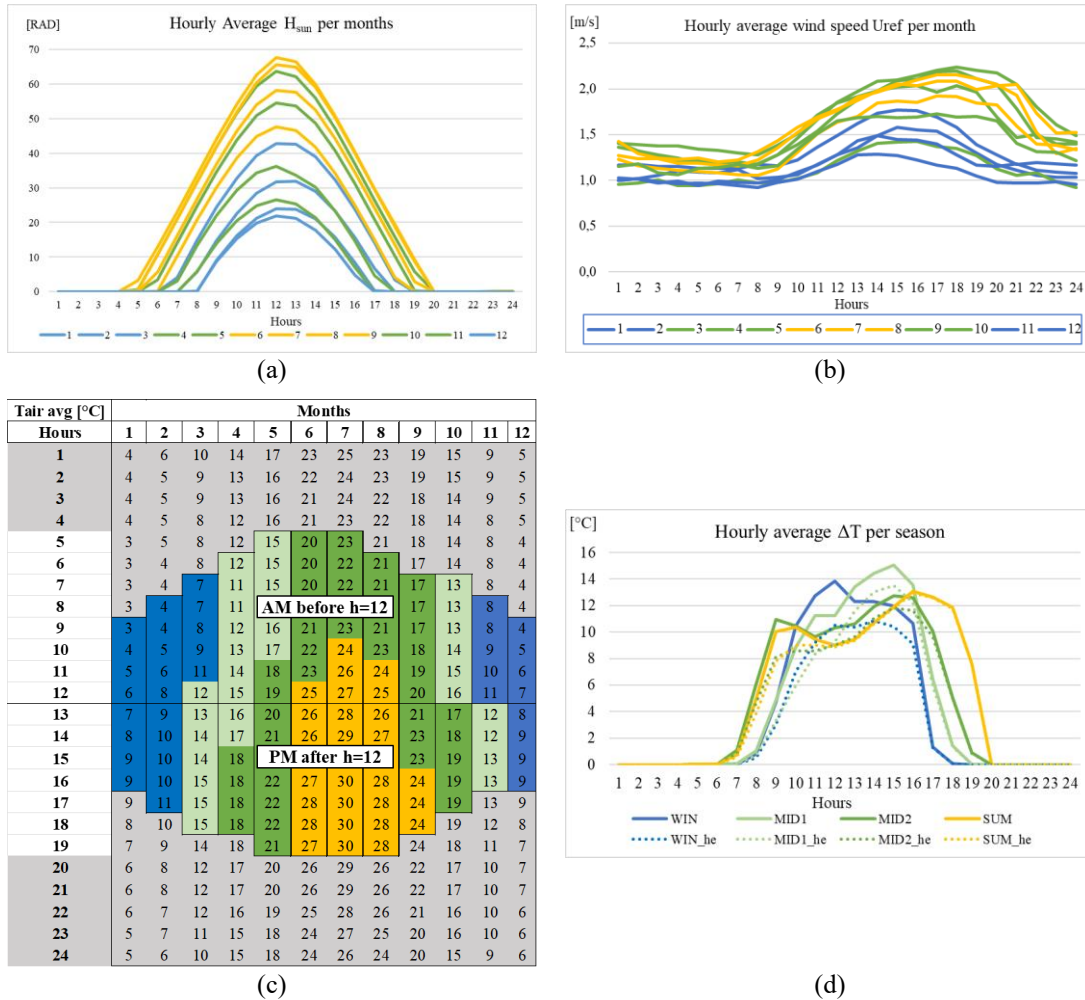 [RAD]
Hourly Average Hsun per months
70
60
50
40
30
20
10
0
1 2 3 4 5 6 7 8 9 10 11 12 13 14 15 16 17 18 19 20 21 22 23 24
Hours
1 2 3 4 5 6 7 8 9 10 11 12
(a)
[m/s]
Hourly average wind speed Uref per month
2,5
2,0
1,5
1,0
0,5
0,0
1 2 3 4 5 6 7 8 9 10 11 12 13 14 15 16 17 18 19 20 21 22 23 24
Hours
1 2 3 4 5 6 7 8 9 10 11 12
(b)
Tair avg [°C] Months
Hours 1 2 3 4 5 6 7 8 9 10 11 12
1 4 6 10 14 17 23 25 23 19 15 9 5
2 4 5 9 13 16 22 24 23 19 15 9 5
3 4 5 9 13 16 21 24 22 18 14 9 5
4 4 5 8 12 16 21 23 22 18 14 8 5
5 3 5 8 12 15 20 23 21 18 14 8 4
6 3 4 8 12 15 20 22 21 17 14 8 4
7 3 4 7 11 15 20 22 21 17 13 8 4
8 3 4 7 11 AM before h=12 17 13 8 4
9 3 4 8 12 16 21 23 21 17 13 8 4
10 4 5 9 13 17 22 24 23 18 14 9 5
11 5 6 11 14 18 23 26 24 19 15 10 6
12 6 8 12 15 19 25 27 25 20 16 11 7
13 7 9 13 16 20 26 28 26 21 17 12 8
14 8 10 14 17 21 26 29 27 23 18 12 9
15 9 10 14 18 PM after h=12 23 19 13 9
16 9 10 15 18 22 27 30 28 24 19 13 9
17 9 11 15 18 22 28 30 28 24 19 13 9
18 8 10 15 18 22 28 30 28 24 19 12 8
19 7 9 14 18 21 27 30 28 24 18 11 7
20 6 8 12 17 20 26 29 26 22 17 10 7
21 6 8 12 17 20 26 29 26 22 17 10 7
22 6 7 12 16 19 25 28 26 21 16 10 6
23 5 7 11 15 18 24 27 25 20 16 10 6
24 5 6 10 15 18 24 26 24 20 15 9 6
(c)
[°C]
Hourly average ΔT per season
16
14
12
10
8
6
4
2
0
1 2 3 4 5 6 7 8 9 10 11 12 13 14 15 16 17 18 19 20 21 22 23 24
Hours
WIN MID1 MID2 SUM
WIN_he MID1_he MID2_he SUM_he
(d)